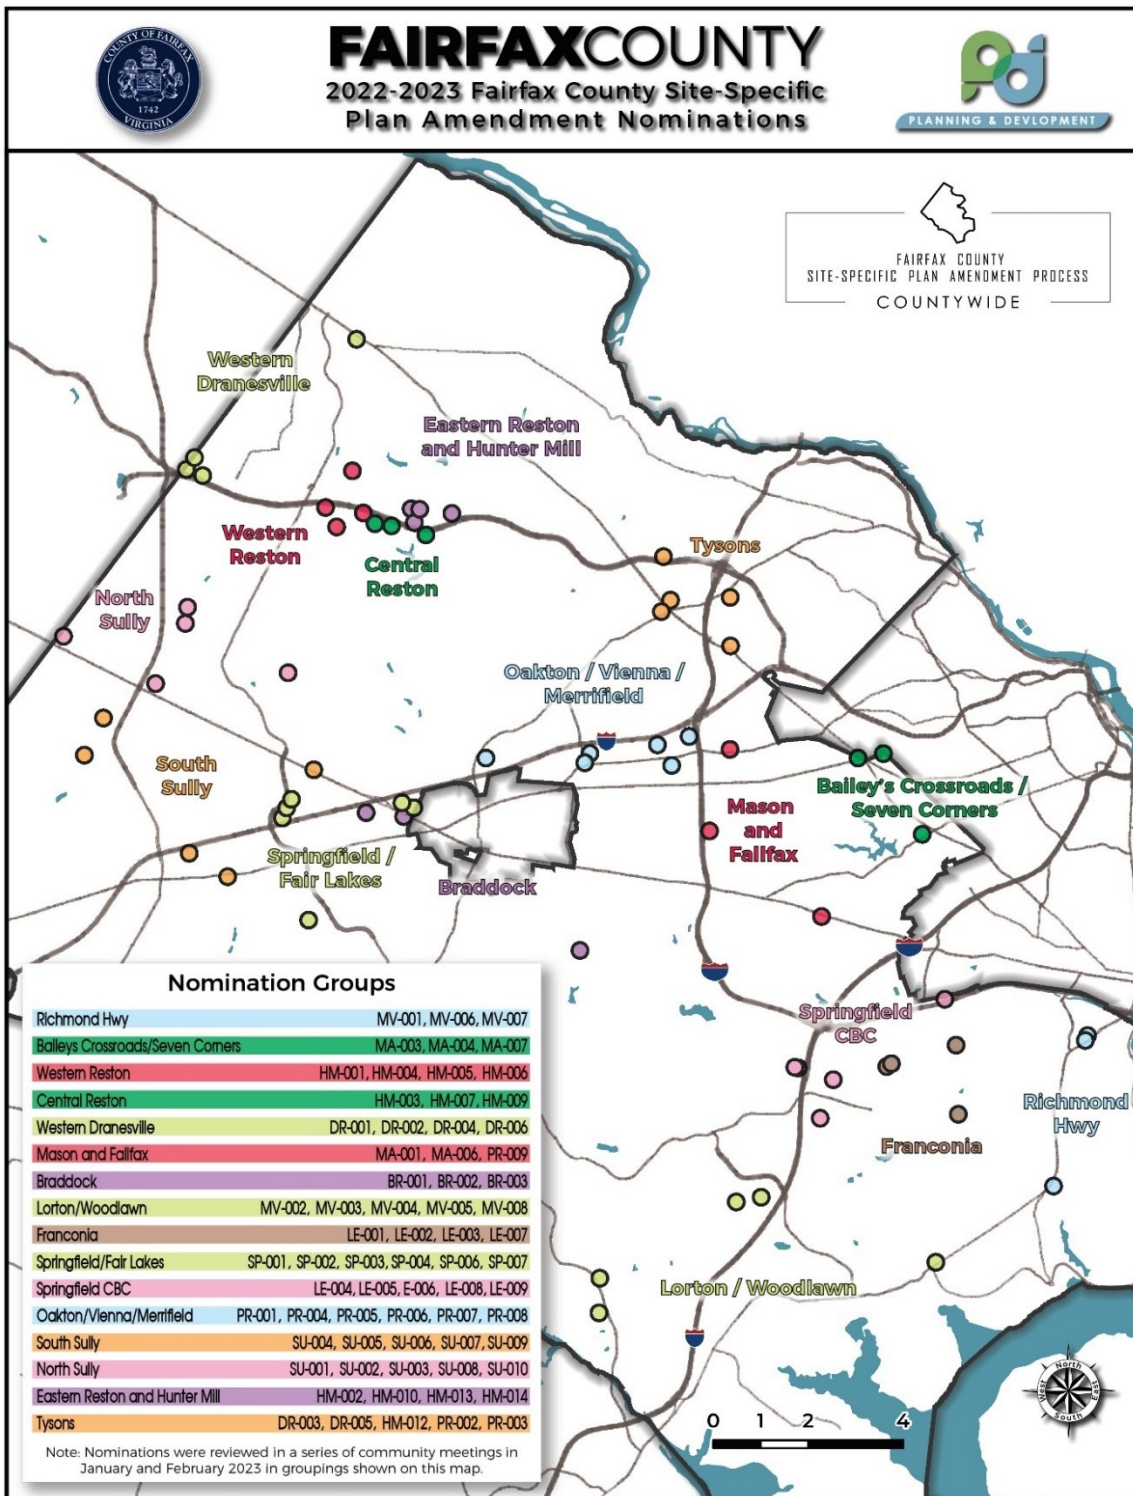 COUNTY OF FAIRFAX
1742
VIRGINIA
FAIRFAXCOUNTY
2022-2023 Fairfax County Site-Specific
Plan Amendment Nominations
PLANNING & DEVLOPMENT
FAIRFAX COUNTY
SITE-SPECIFIC PLAN AMENDMENT PROCESS
COUNTYWIDE
Western
Dranesville
Eastern Reston
and Hunter Mill
Western
Reston
Central
Reston
Tysons
North
Sully
Oakton / Vienna /
Merrifield
South
Sully
Bailey's Crossroads /
Seven Corners
Mason
and
Fallfax
Springfield /
Fair Lakes
Braddock
Springfield
CBC
Richmond
Hwy
Franconia
Lorton / Woodlawn
Nomination Groups
Richmond Hwy MV-001, MV-006, MV-007
Baileys Crossroads/Seven Corners MA-003, MA-004, MA-007
Western Reston HM-001, HM-004, HM-005, HM-006
Central Reston HM-003, HM-007, HM-009
Western Dranesville DR-001, DR-002, DR-004, DR-006
Mason and Fallfax MA-001, MA-006, PR-009
Braddock BR-001, BR-002, BR-003
Lorton/Woodlawn MV-002, MV-003, MV-004, MV-005, MV-008
Franconia LE-001, LE-002, LE-003, LE-007
Springfield/Fair Lakes SP-001, SP-002, SP-003, SP-004, SP-006, SP-007
Springfield CBC LE-004, LE-005, E-006, LE-008, LE-009
Oakton/Vienna/Merrifield PR-001, PR-004, PR-005, PR-006, PR-007, PR-008
South Sully SU-004, SU-005, SU-006, SU-007, SU-009
North Sully SU-001, SU-002, SU-003, SU-008, SU-010
Eastern Reston and Hunter Mill HM-002, HM-010, HM-013, HM-014
Tysons DR-003, DR-005, HM-012, PR-002, PR-003
Note: Nominations were reviewed in a series of community meetings in
January and February 2023 in groupings shown on this map.
0 1 2 4
North
West
East
South